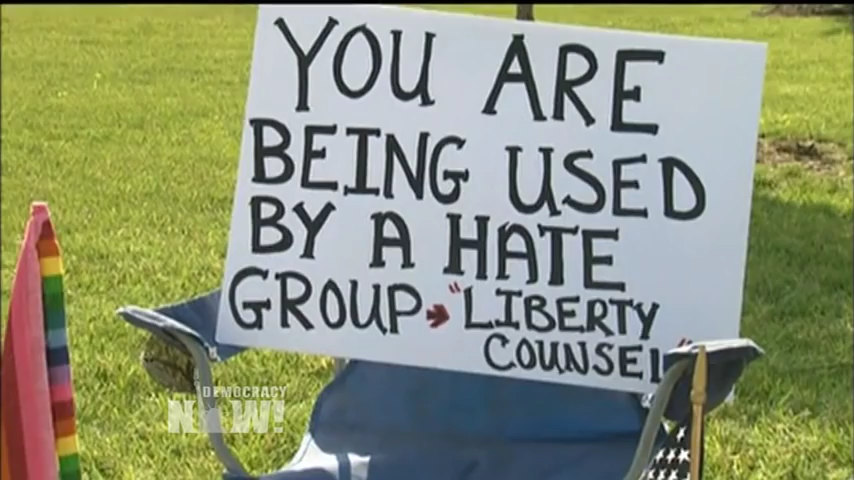 YOU ARE
BEING USED
BY A HATE
GROUP → "LIBERTY
COUNSEL"
DEMOCRACY
NOW!